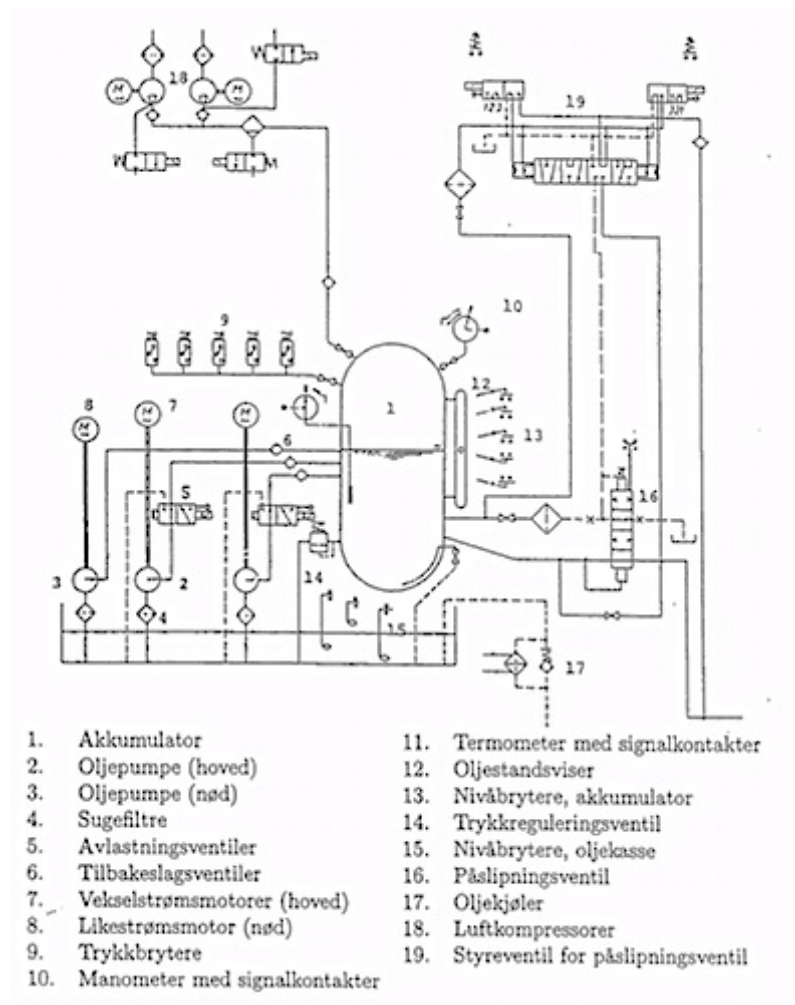 18
19
123
321
9
10
1
12
13
8
7
6
5
16
3
2
14
4
15
17
1. Akkumulator
2. Oljepumpe (hoved)
3. Oljepumpe (nød)
4. Sugefiltre
5. Avlastningsventiler
6. Tilbakeslagsventiler
7. Vekselstrømsmotorer (hoved)
8. Likestrømsmotor (nød)
9. Trykkbrytere
10. Manometer med signalkontakter
11. Termometer med signalkontakter
12. Oljestandsviser
13. Nivåbrytere, akkumulator
14. Trykkreguleringsventil
15. Nivåbrytere, oljekasse
16. Påslipningsventil
17. Oljekjøler
18. Luftkompressorer
19. Styreventil for påslipningsventil